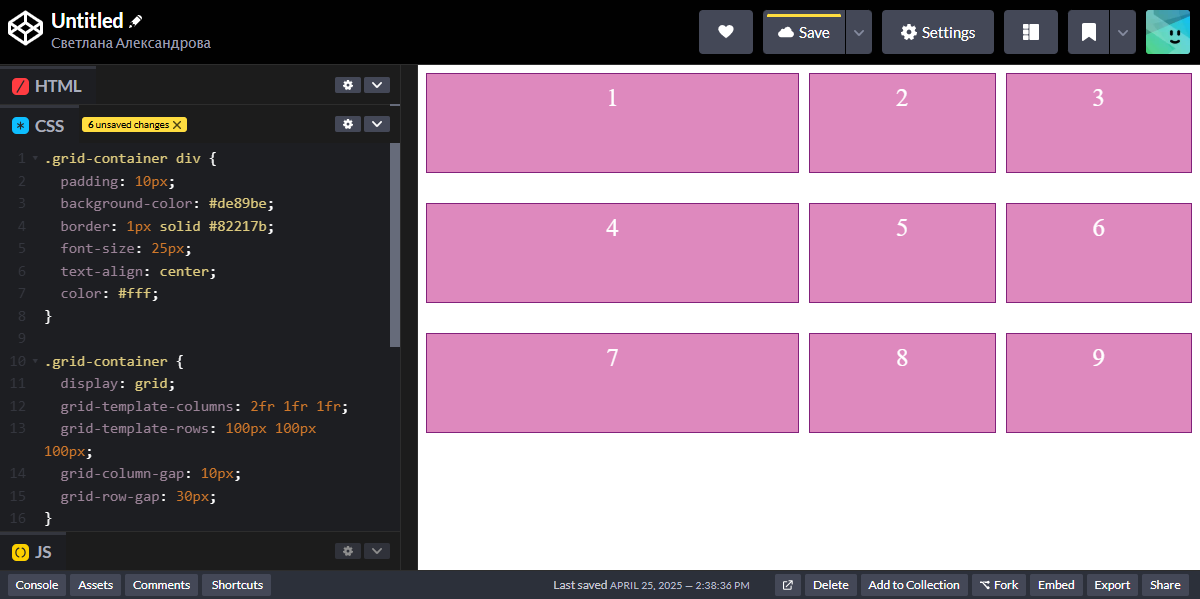 Untitled
Светлана Александрова
Save
Settings
HTML
CSS
6 unsaved changes
1 .grid-container div {
2 padding: 10px;
3 background-color: #de89be;
4 border: 1px solid #82217b;
5 font-size: 25px;
6 text-align: center;
7 color: #fff;
8 }
9
10 .grid-container {
11 display: grid;
12 grid-template-columns: 2fr 1fr 1fr;
13 grid-template-rows: 100px 100px
100px;
14 grid-column-gap: 10px;
15 grid-row-gap: 30px;
16 }
JS
1 2 3
4 5 6
7 8 9
Console Assets Comments Shortcuts
Last saved APRIL 25, 2025 — 2:38:36 PM
Delete Add to Collection Fork Embed Export Share